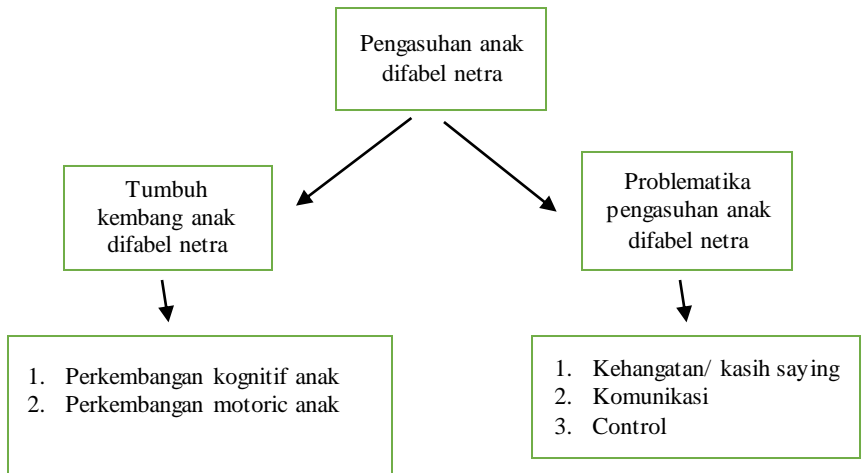 Pengasuhan anak
difabel netra
Tumbuh
kembang anak
difabel netra
Problematika
pengasuhan anak
difabel netra
1. Perkembangan kognitif anak
2. Perkembangan motoric anak
1. Kehangatan/ kasih saying
2. Komunikasi
3. Control